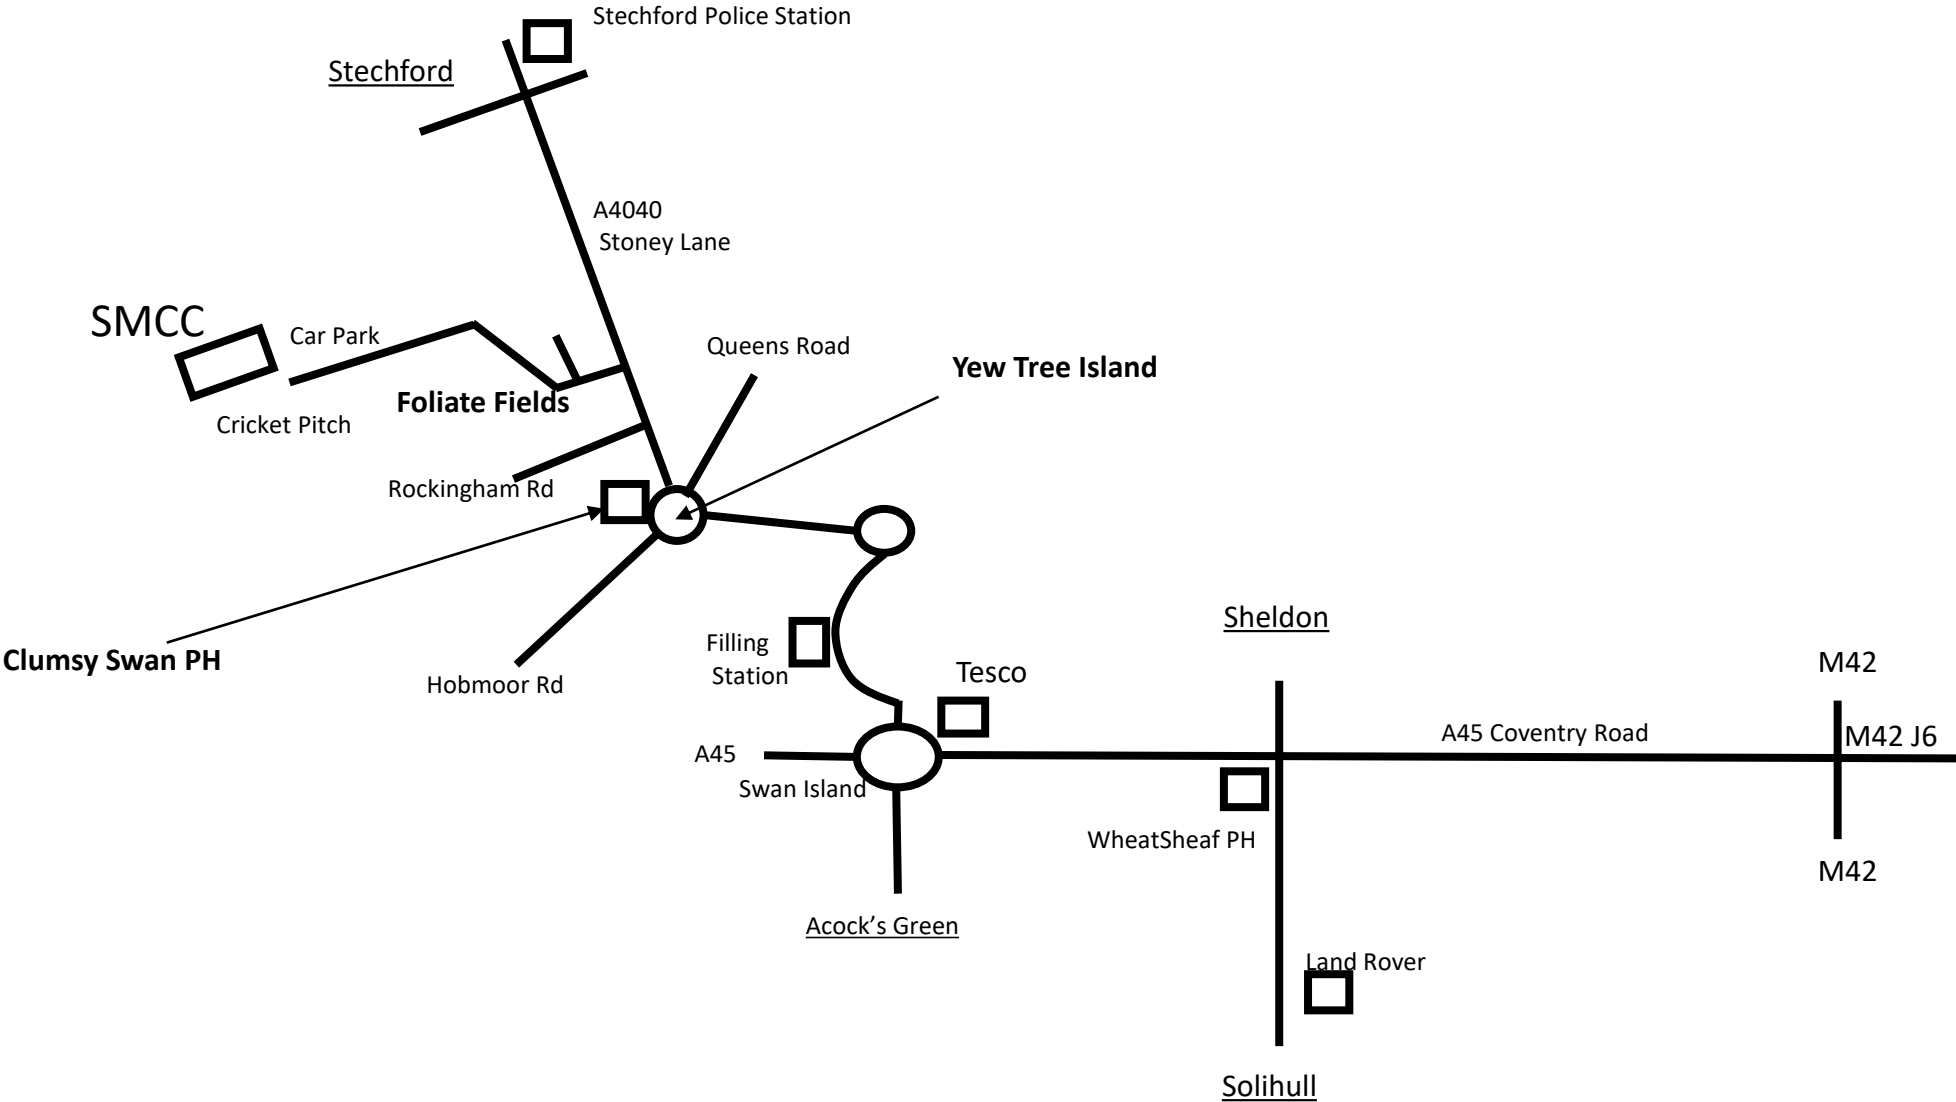 Stechford Police Station
Stechford
A4040
Stoney Lane
SMCC
Car Park
Queens Road
Yew Tree Island
Foliate Fields
Cricket Pitch
Rockingham Rd
Clumsy Swan PH
Hobmoor Rd
Filling
Station
Sheldon
Tesco
M42
A45 Coventry Road
M42 J6
A45
Swan Island
WheatSheaf PH
M42
Acock’s Green
Land Rover
Solihull